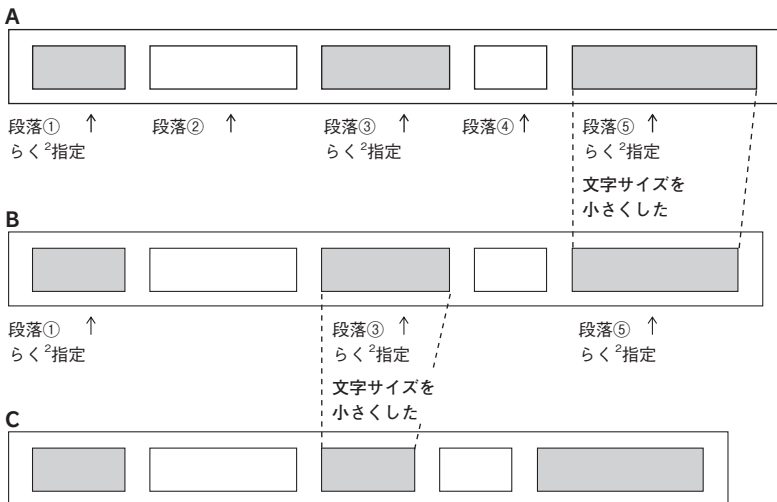 A
段落① ↑ 段落② ↑ 段落③ ↑ 段落④ ↑ 段落⑤ ↑
らく²指定 らく²指定 らく²指定
文字サイズを
小さくした
B
段落① ↑ 段落③ ↑ 段落⑤ ↑
らく²指定 らく²指定 らく²指定
文字サイズを
小さくした
C